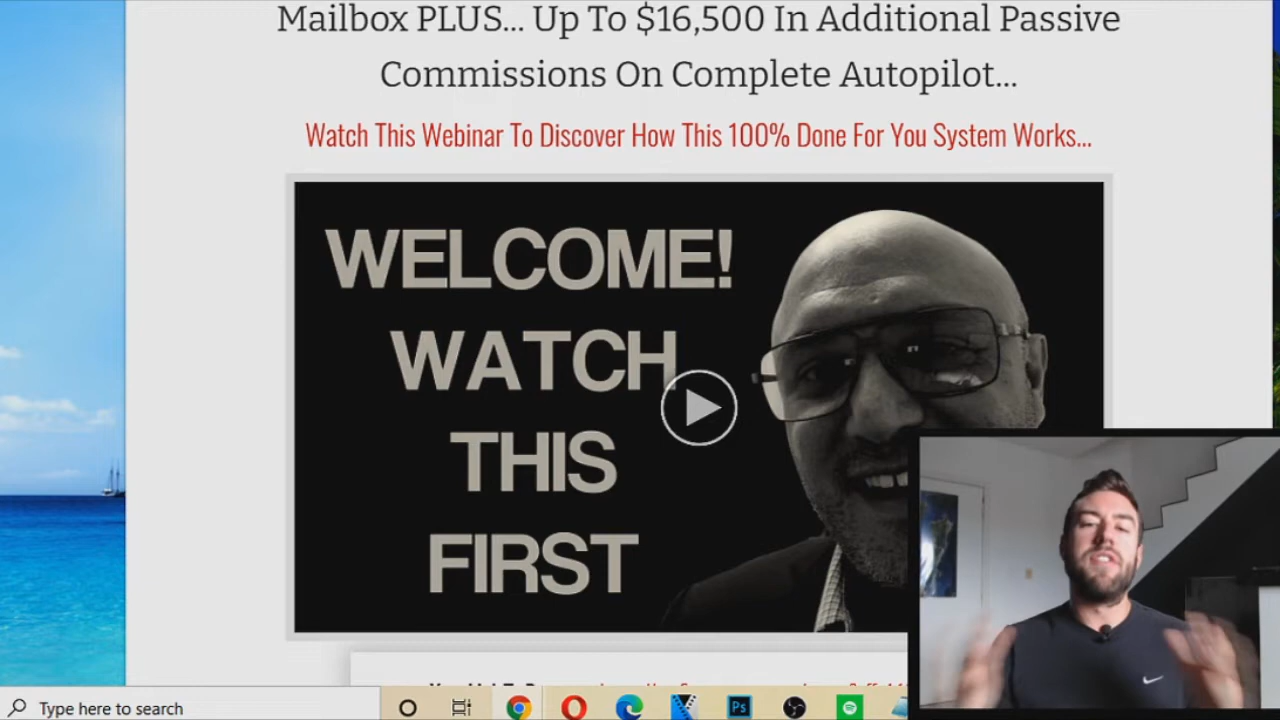 Mailbox PLUS... Up To $16,500 In Additional Passive
Commissions On Complete Autopilot...
Watch This Webinar To Discover How This 100% Done For You System Works...
WELCOME!
WATCH
THIS
FIRST
Type here to search
Ps